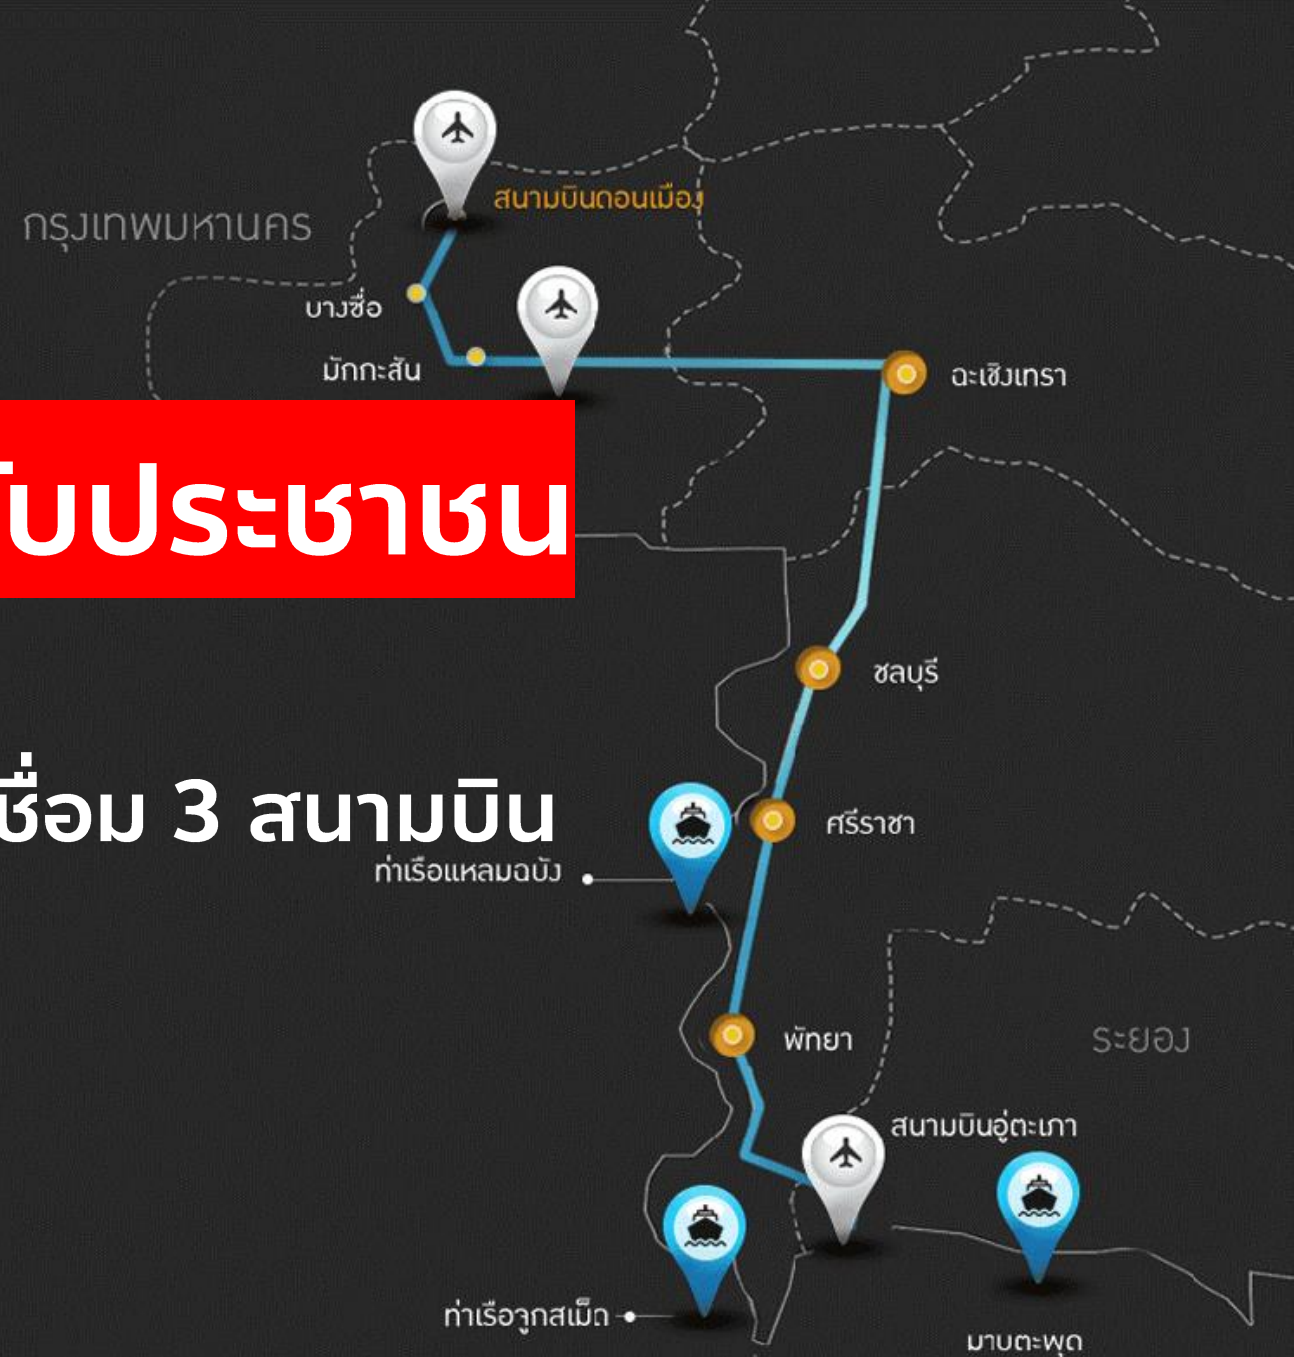 สนามบินดอนเมือง
กรุงเทพมหานคร
บางซื่อ
มักกะสัน
ฉะเชิงเทรา
ับประชาชน
ชลบุรี
ชื่อม 3 สนามบิน
ศรีราชา
ท่าเรือแหลมฉบัง
พัทยา
ระยอง
สนามบินอู่ตะเภา
ท่าเรือจุกสเม็ด
มาบตะพุด